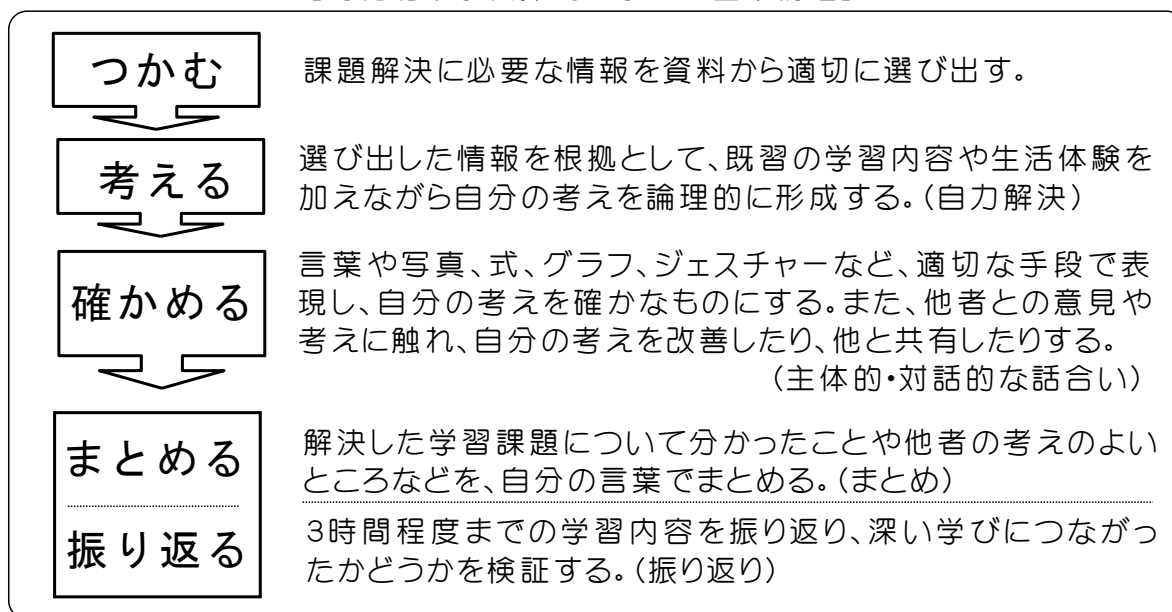 つかむ
課題解決に必要な情報を資料から適切に選び出す。
考える
選び出した情報を根拠として、既習の学習内容や生活体験を
加えながら自分の考えを論理的に形成する。(自力解決)
確かめる
言葉や写真、式、グラフ、ジェスチャーなど、適切な手段で表
現し、自分の考えを確かなものにする。また、他者との意見や
考えに触れ、自分の考えを改善したり、他と共有したりする。
(主体的・対話的な話合い)
まとめる
解決した学習課題について分かったことや他者の考えのよい
ところなどを、自分の言葉でまとめる。(まとめ)
振り返る
3時間程度までの学習内容を振り返り、深い学びにつながっ
たかどうかを検証する。(振り返り)